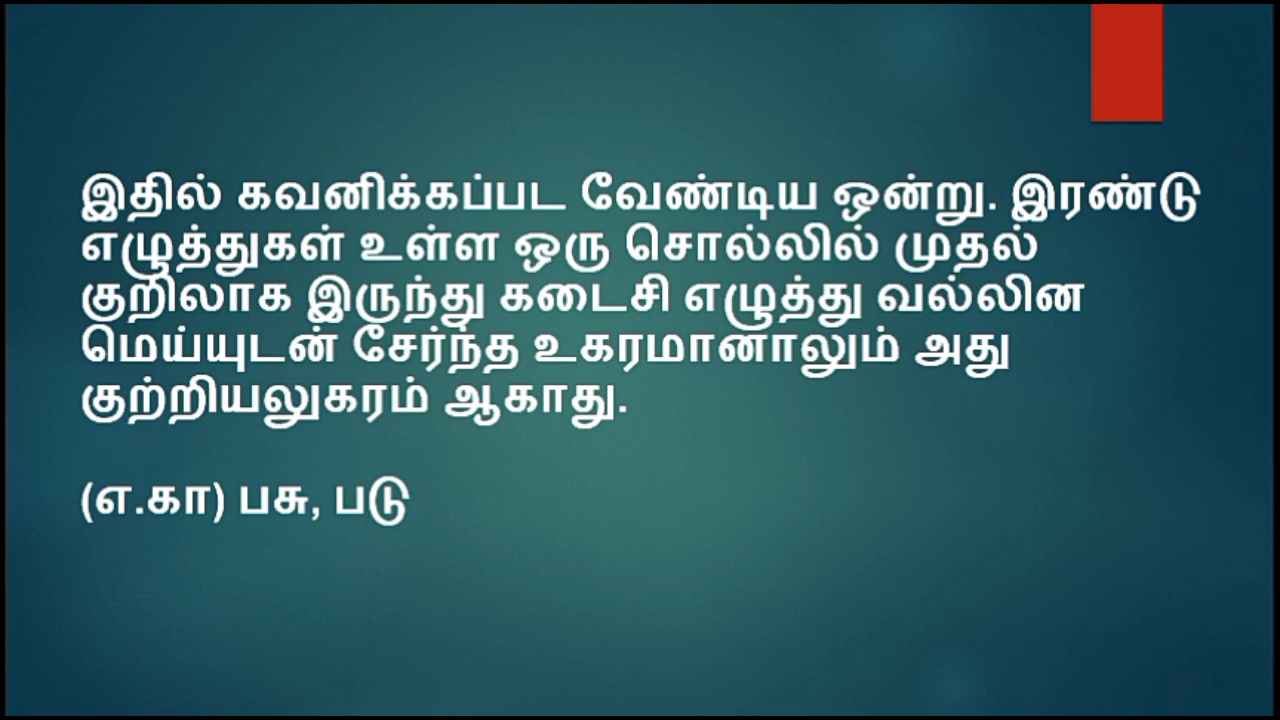 இதில் கவனிக்கப்பட வேண்டிய ஒன்று. இரண்டு
எழுத்துகள் உள்ள ஒரு சொல்லில் முதல்
குறிலாக இருந்து கடைசி எழுத்து வல்லின
மெய்யுடன் சேர்ந்த உகரமானாலும் அது
குற்றியலுகரம் ஆகாது.
(எ.கா) பசு, படு